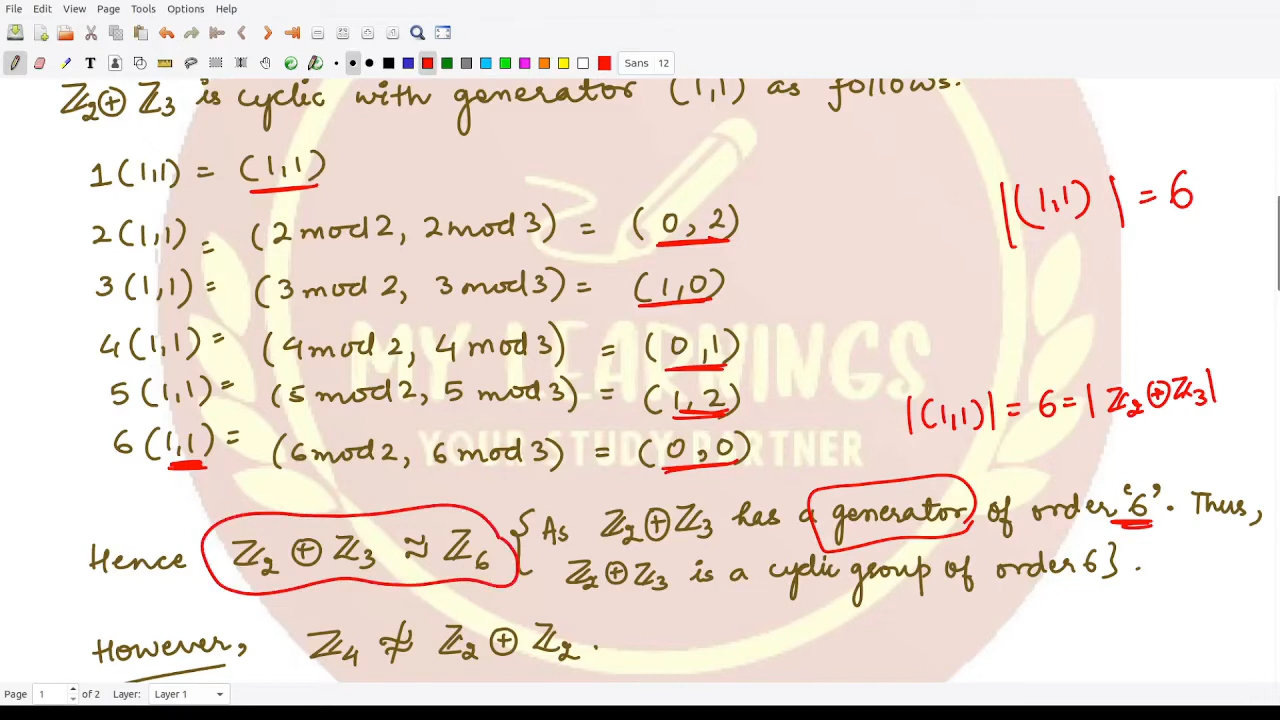 File Edit View Page Tools Options Help
Sans 12
ℤ₂⊕ℤ₃ is cyclic with generator (1,1) as follows.
1(1,1) = (1,1)
|(1,1)| = 6
2(1,1) = (2 mod 2, 2 mod 3) = (0,2)
3(1,1) = (3 mod 2, 3 mod 3) = (1,0)
4(1,1) = (4 mod 2, 4 mod 3) = (0,1)
MY LEARNINGS
5(1,1) = (5 mod 2, 5 mod 3) = (1,2)
|(1,1)| = 6 = |ℤ₂⊕ℤ₃|
6(1,1) = (6 mod 2, 6 mod 3) = (0,0)
YOUR STUDY PARTNER
Hence ℤ₂ ⊕ ℤ₃ ≈ ℤ₆ { As ℤ₂⊕ℤ₃ has a generator of order '6'. Thus,
ℤ₂⊕ℤ₃ is a cyclic group of order 6}.
However, ℤ₄ ≉ ℤ₂ ⊕ ℤ₂.
Page 1 of 2 Layer: Layer 1